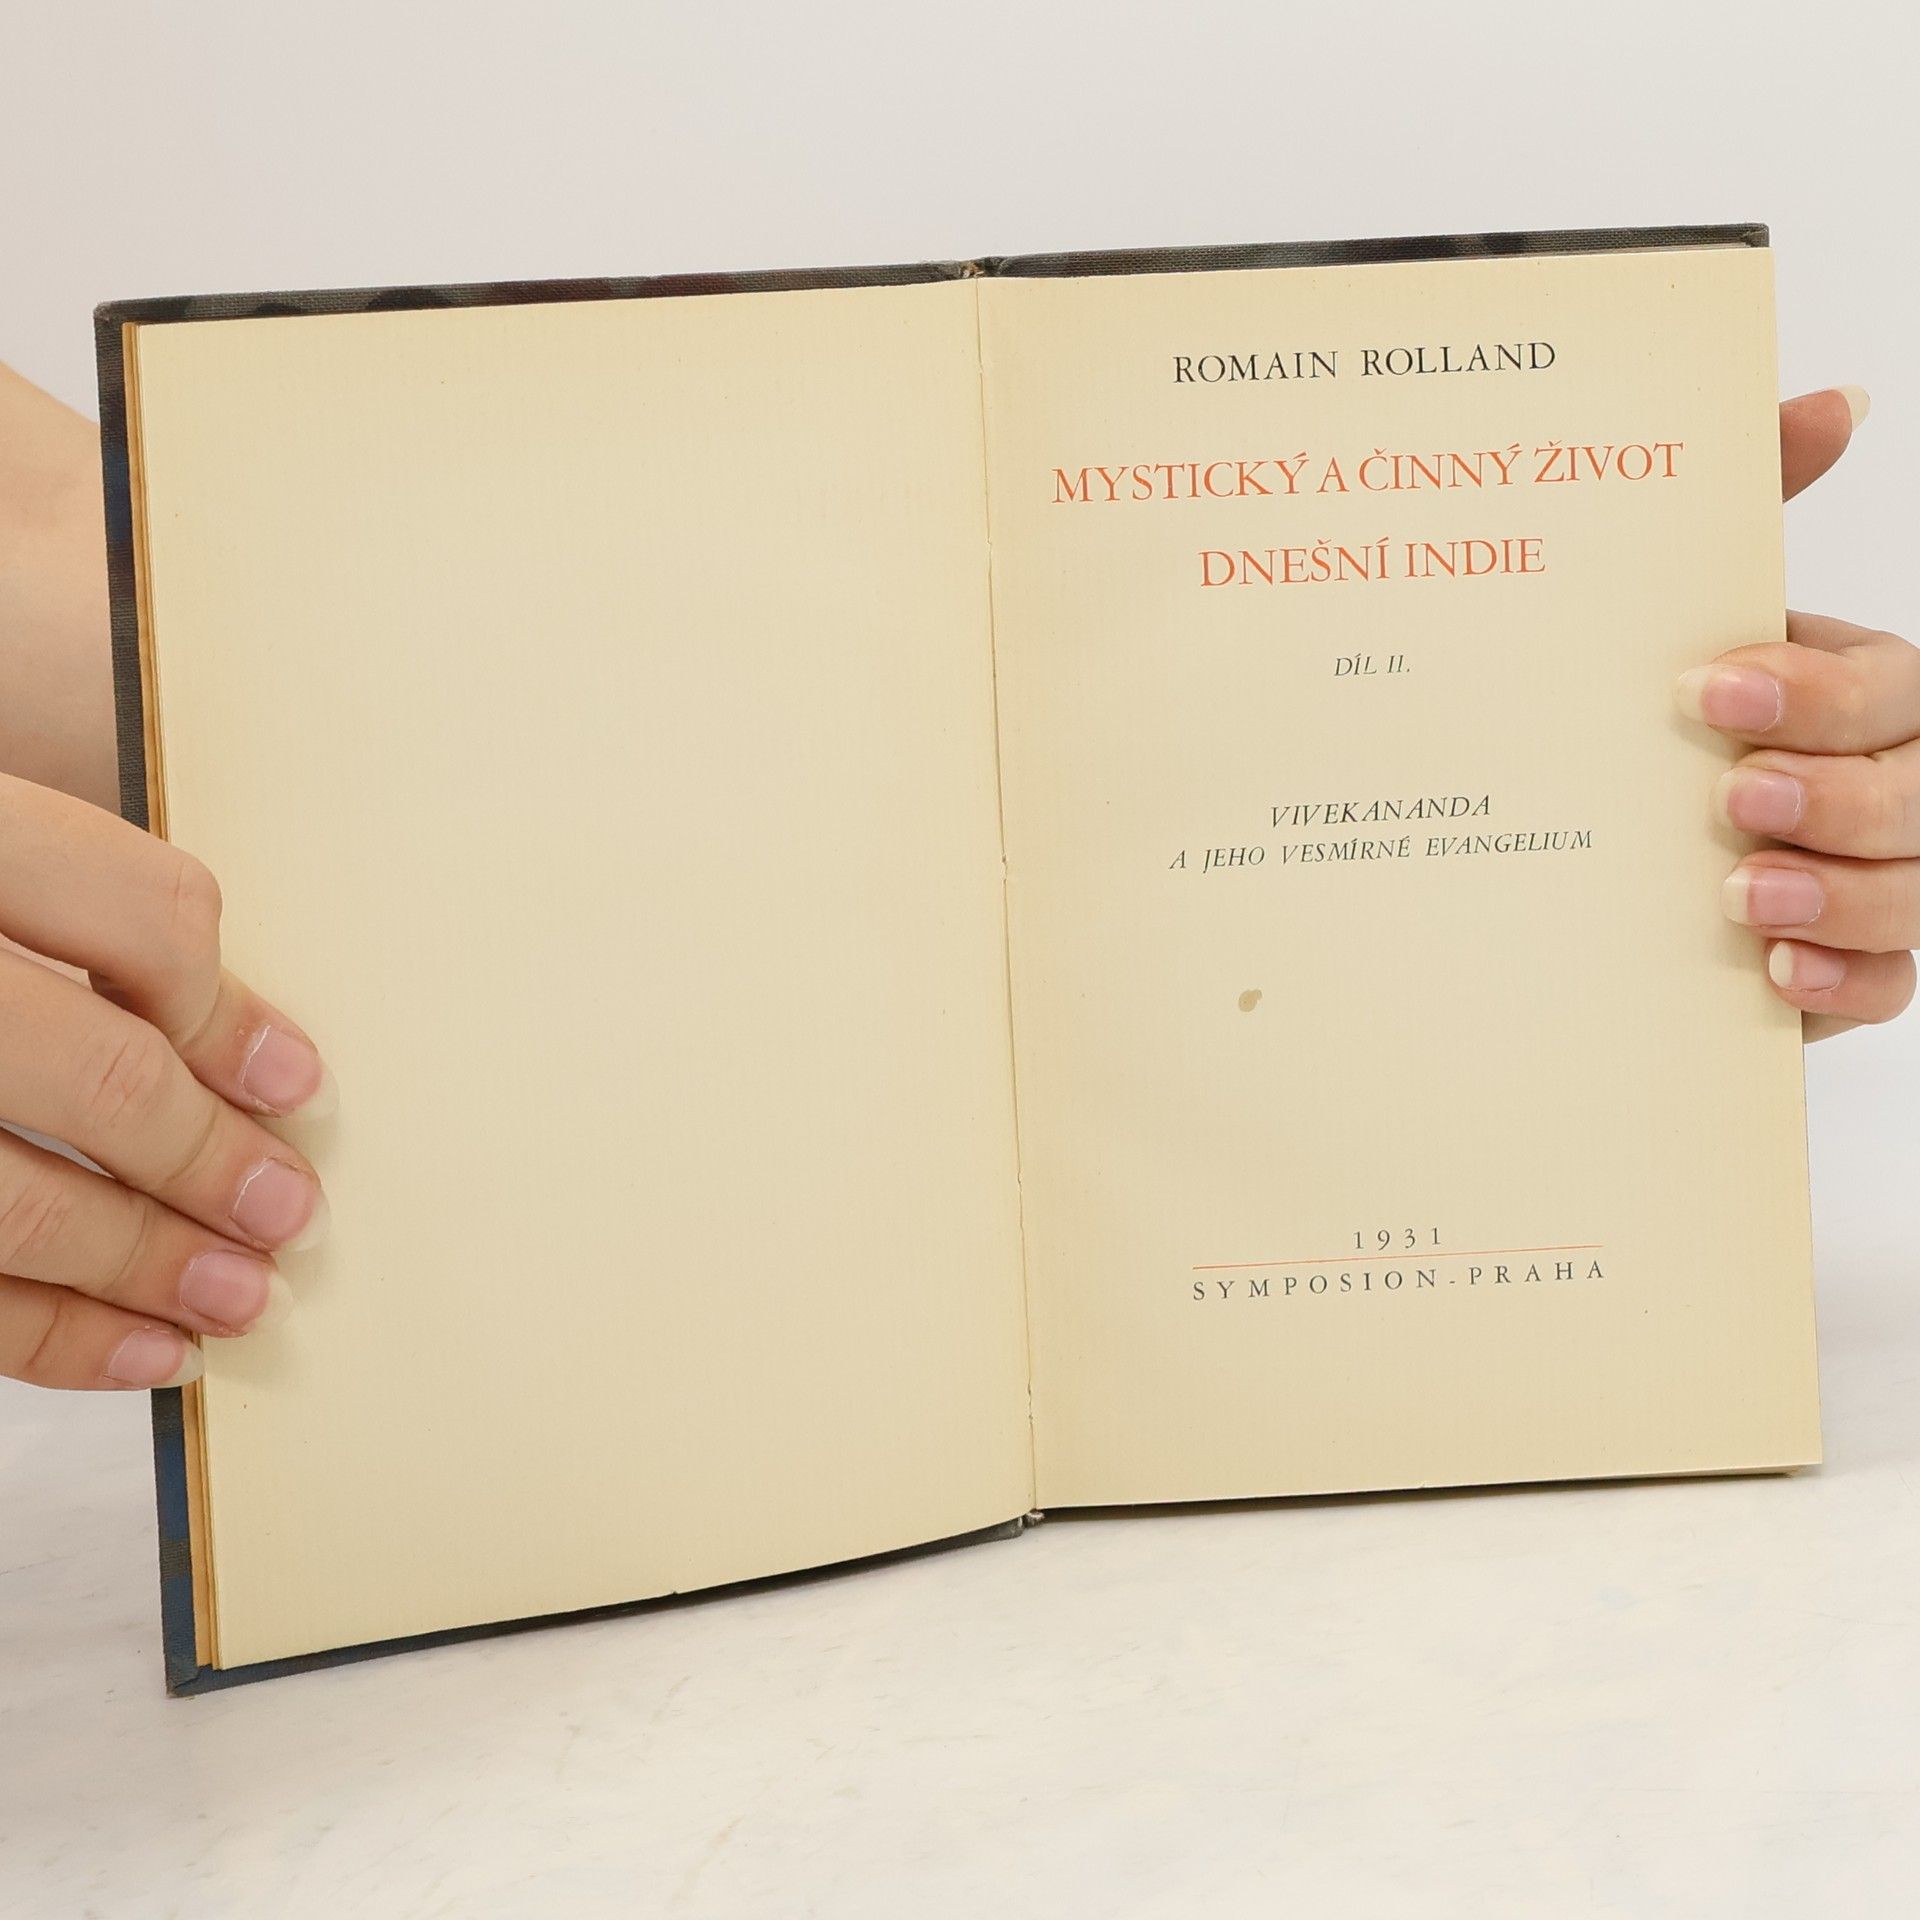 ROMAIN ROLLAND
MYSTICKÝ A ČINNÝ ŽIVOT
DNEŠNÍ INDIE
DÍL II.
VIVEKANANDA
A JEHO VESMÍRNÉ EVANGELIUM
1931
SYMPOSION - PRAHA